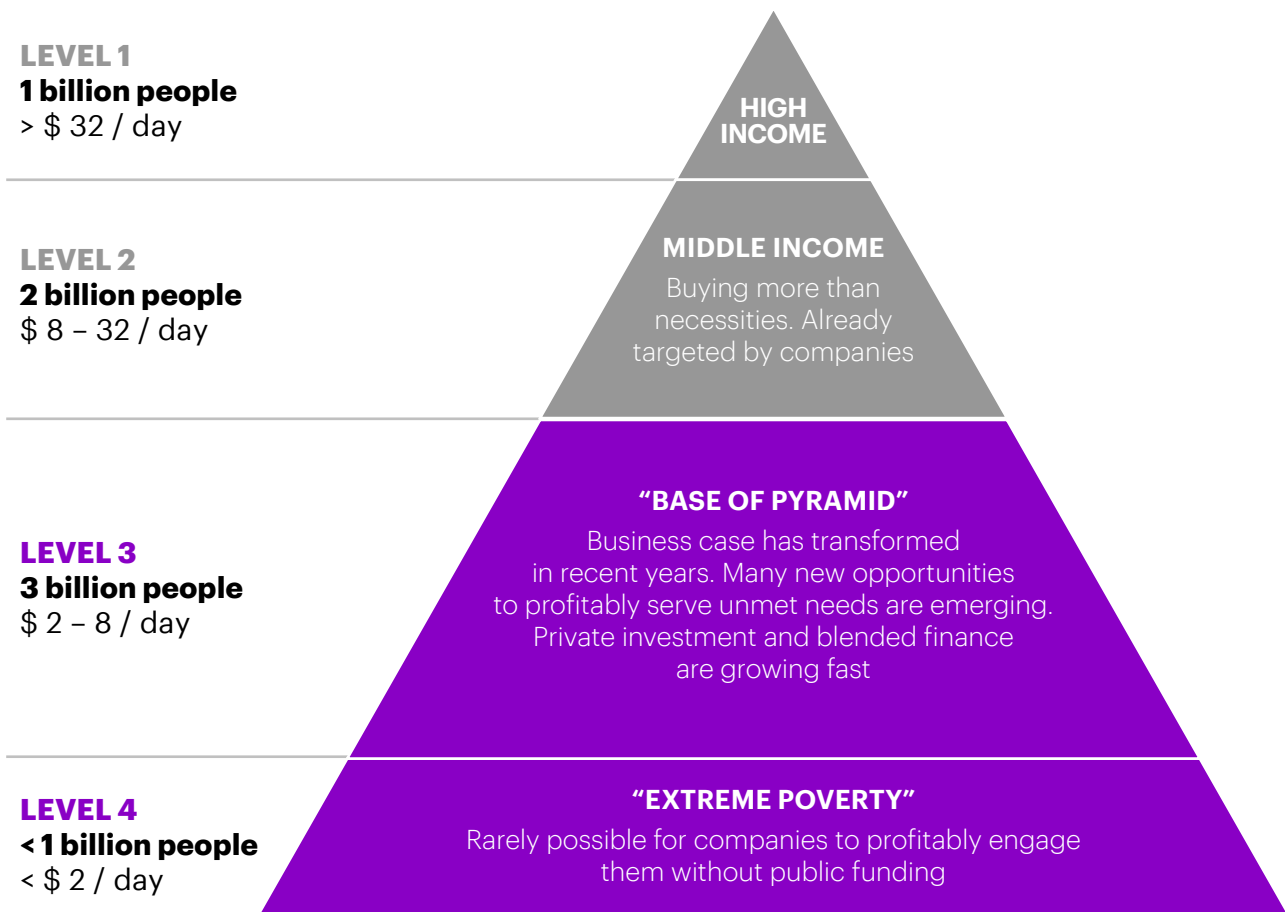 LEVEL 1
1 billion people
> $ 32 / day
HIGH
INCOME
LEVEL 2
2 billion people
$ 8 – 32 / day
MIDDLE INCOME
Buying more than
necessities. Already
targeted by companies
LEVEL 3
3 billion people
$ 2 – 8 / day
“BASE OF PYRAMID”
Business case has transformed
in recent years. Many new opportunities
to profitably serve unmet needs are emerging.
Private investment and blended finance
are growing fast
LEVEL 4
< 1 billion people
< $ 2 / day
“EXTREME POVERTY”
Rarely possible for companies to profitably engage
them without public funding